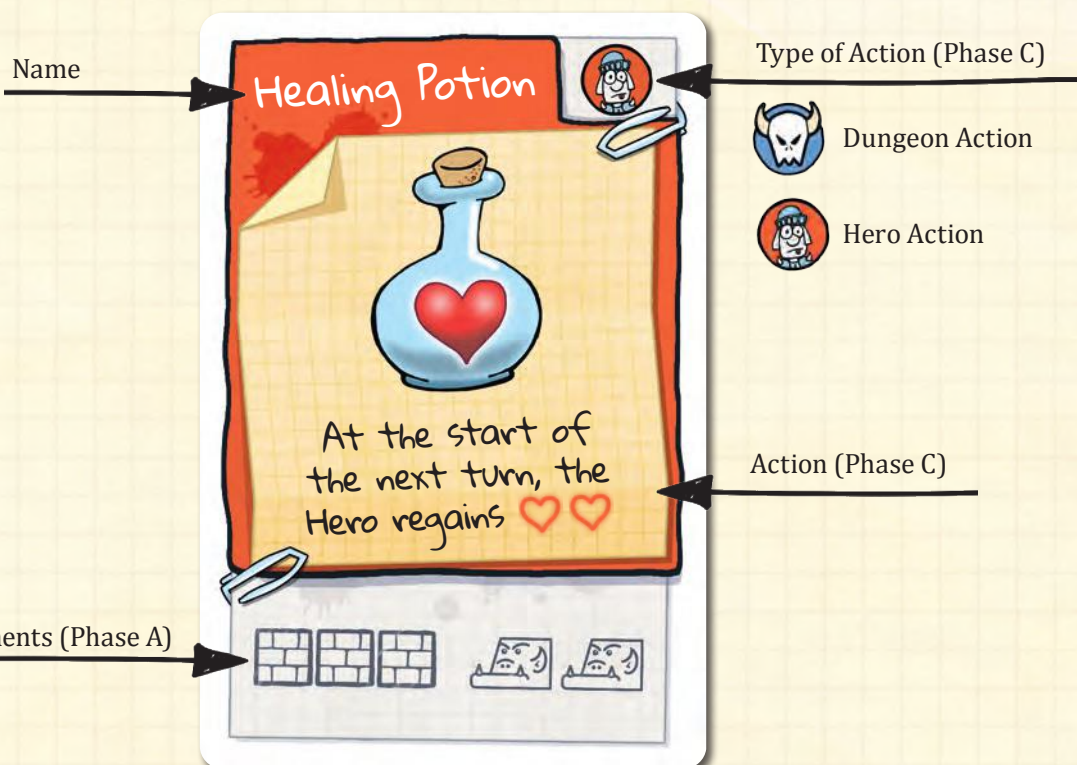 Name
Healing Potion
Type of Action (Phase C)
Dungeon Action
Hero Action
At the start of
the next turn, the
Hero regains
Action (Phase C)
(Phase A)